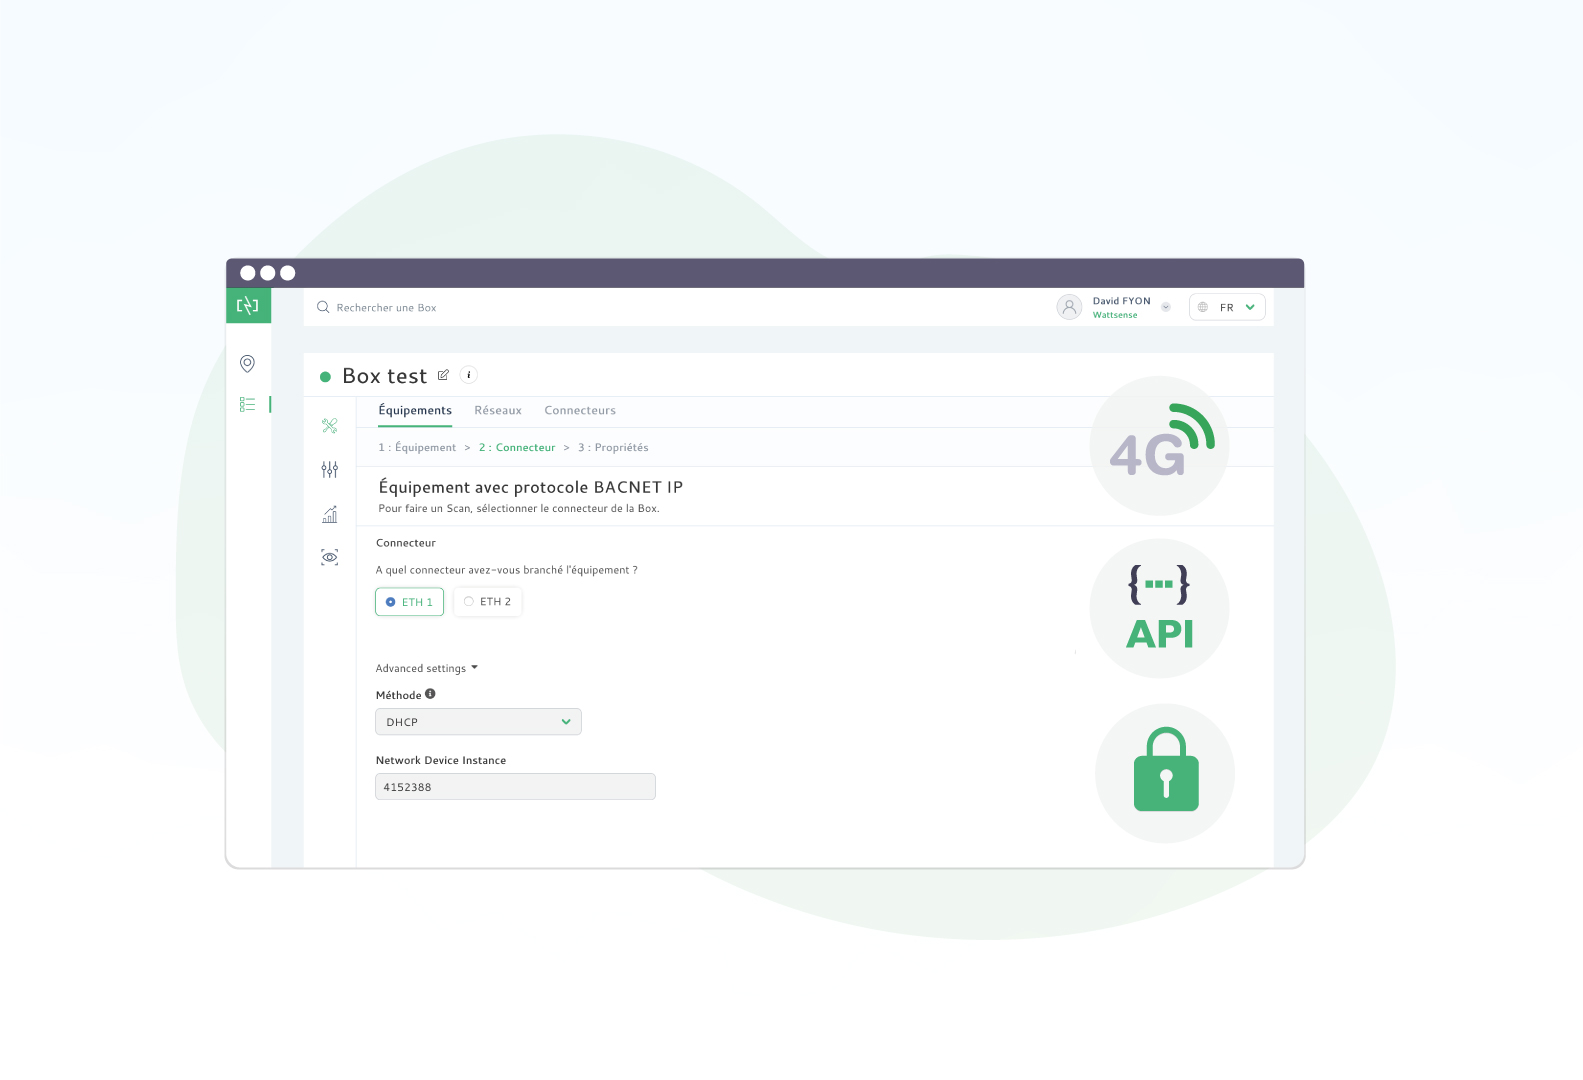 Rechercher une Box
David FYON
Wattsense
FR
Box test
i
Équipements Réseaux Connecteurs
1 : Équipement > 2 : Connecteur > 3 : Propriétés
Équipement avec protocole BACNET IP
Pour faire un Scan, sélectionner le connecteur de la Box.
Connecteur
A quel connecteur avez-vous branché l'équipement ?
ETH 1 ETH 2
Advanced settings
Méthode i
DHCP
Network Device Instance
4152388
4G
{...}
API